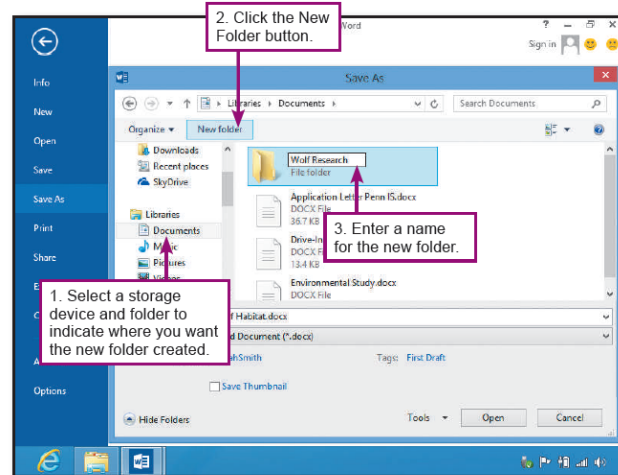 2. Click the New
Folder button.
Word
Sign in
Info
New
Open
Save
Save As
Print
Share
Options
Save As
Libraries ▸ Documents ▸
Search Documents
Organize
New folder
Downloads
Recent places
SkyDrive
Libraries
Documents
Music
Pictures
Videos
Wolf Research
File folder
Application Letter Penn IS.docx
DOCX File
36.7 KB
Drive-In
DOCX
13.4 KB
Environmental Study.docx
DOCX File
3. Enter a name
for the new folder.
1. Select a storage
device and folder to
indicate where you want
the new folder created.
Habitat.docx
Document (*.docx)
Smith
Tags: First Draft
Save Thumbnail
Hide Folders
Tools
Open
Cancel